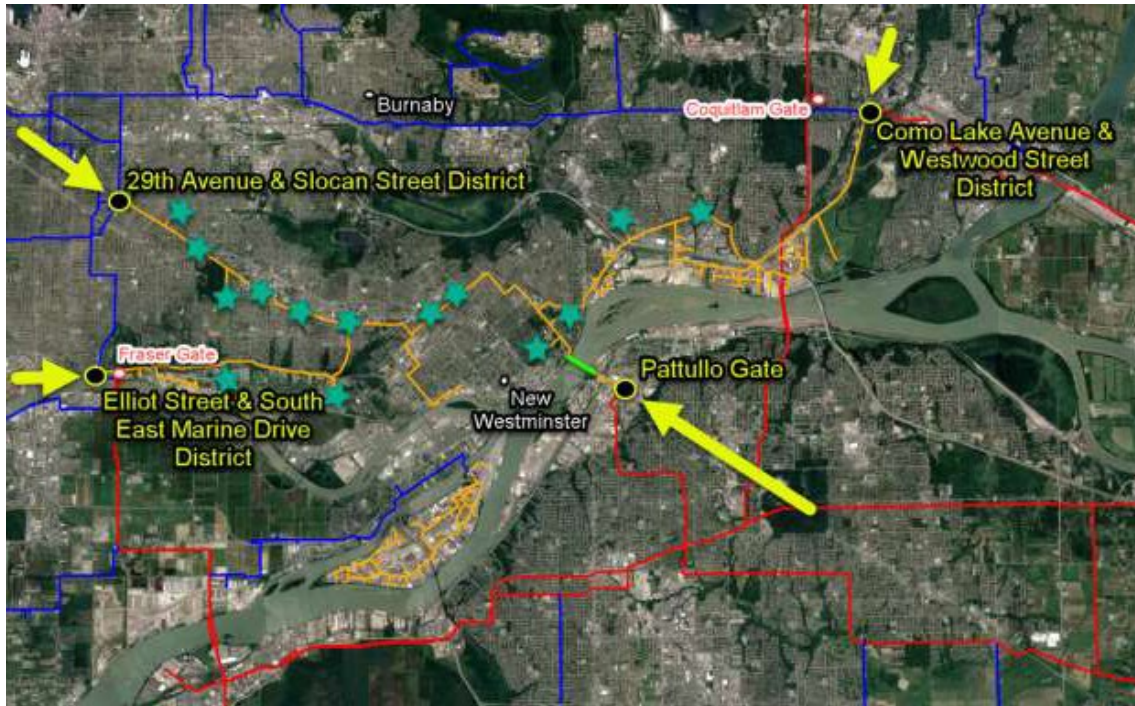 Burnaby
Coquitlam Gate
Como Lake Avenue &
Westwood Street
District
29th Avenue & Slocan Street District
Fraser Gate
Elliot Street & South
East Marine Drive
District
Pattullo Gate
New
Westminster